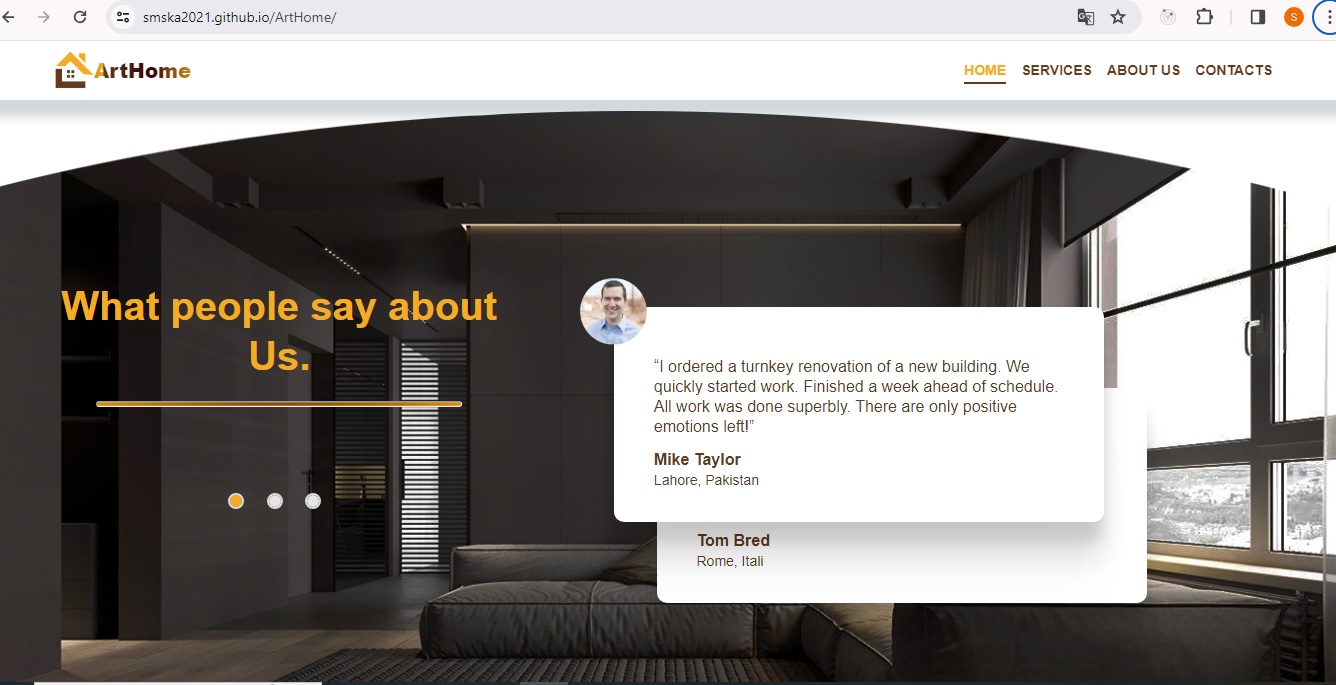 smska2021.github.io/ArtHome/
S
ArtHome
HOME SERVICES ABOUT US CONTACTS
What people say about
Us.
“I ordered a turnkey renovation of a new building. We
quickly started work. Finished a week ahead of schedule.
All work was done superbly. There are only positive
emotions left!”
Mike Taylor
Lahore, Pakistan
Tom Bred
Rome, Itali